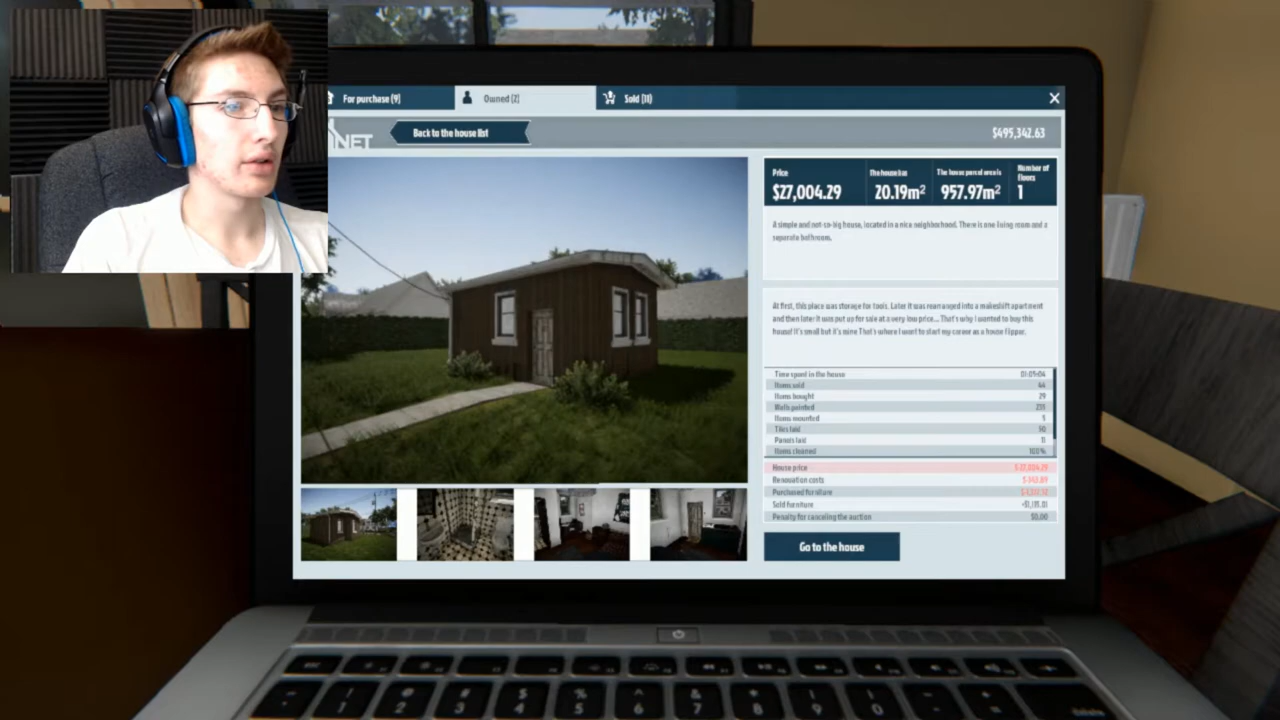 For purchase (9)
Owned (2)
Sold (11)
NET
Back to the house list
$495,342.63
Price
$27,004.29
The house has
20.19m²
The house parcel area is
957.97m²
Number of
floors
1
A simple and not-so-big house, located in a nice neighborhood. There is one living room and a
separate bathroom.
At first, this place was storage for tools. Later it was rearranged into a makeshift apartment
and then later it was put up for sale at a very low price... That's why I wanted to buy this
house! It's small but it's mine That's where I want to start my career as a house flipper.
Time spent in the house
Items sold
Items bought 29
Walls painted
Items mounted
Tiles laid
Panels laid
Items cleaned 100%
House price $-27,004.29
Renovation costs
Purchased furniture
Sold furniture
Penalty for canceling the auction $0.00
Go to the house